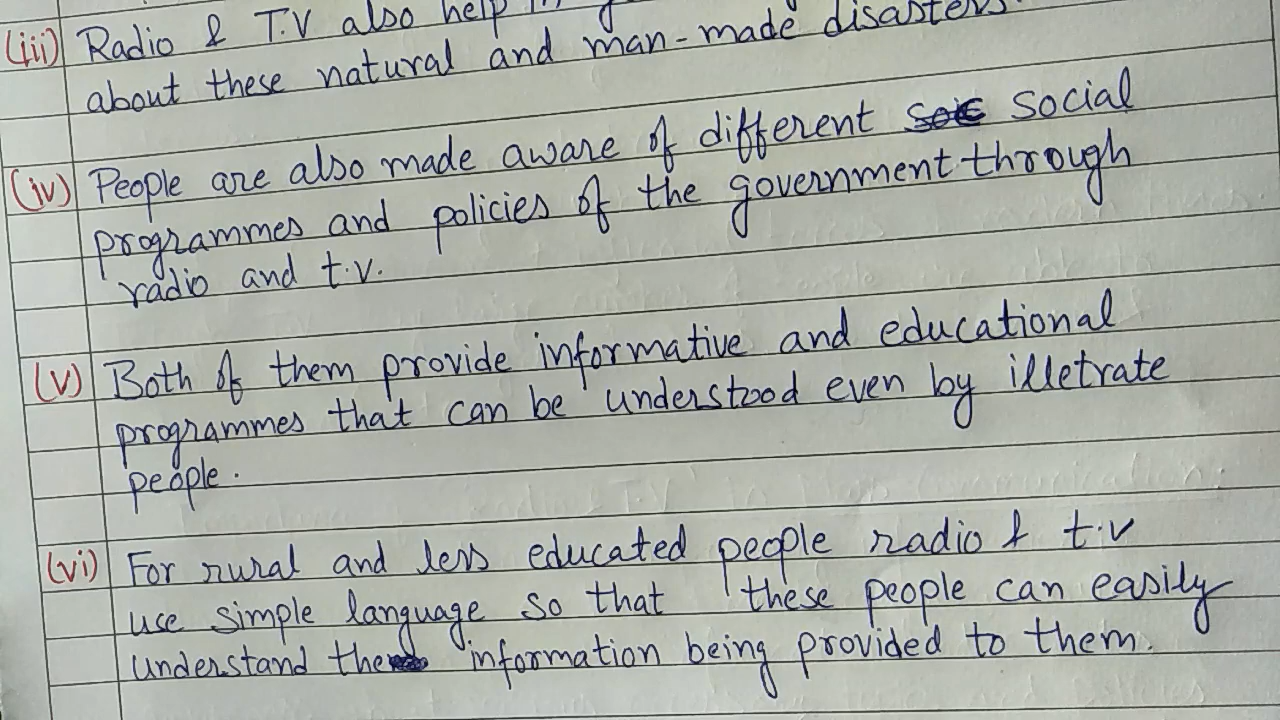 (iii) Radio & T.V also help
about these natural and man-made disasters.
(iv) People are also made aware of different social
programmes and policies of the government through
radio and t.v.
(v) Both of them provide informative and educational
programmes that can be understood even by illetrate
people.
(vi) For rural and less educated people radio & t.v
use simple language so that these people can easily
understand the information being provided to them.